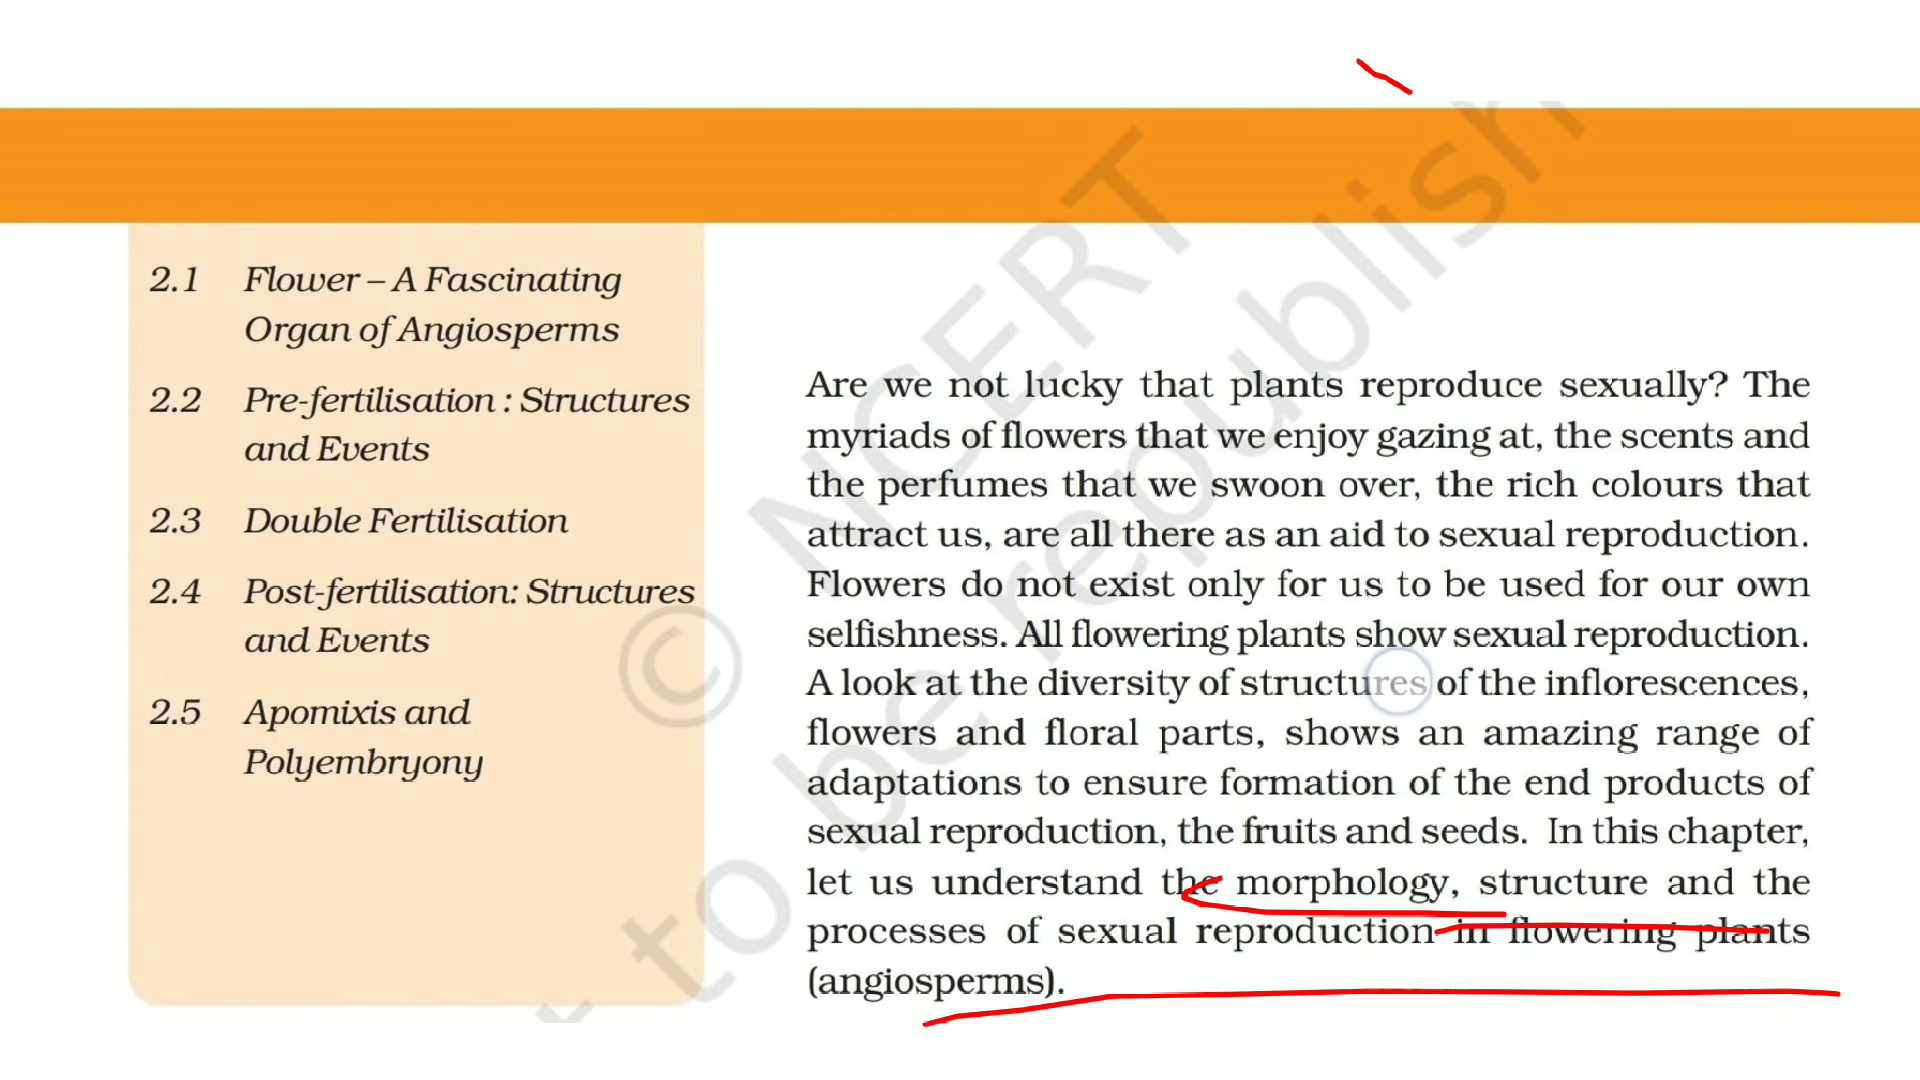 2.1 Flower – A Fascinating
Organ of Angiosperms
2.2 Pre-fertilisation : Structures
and Events
2.3 Double Fertilisation
2.4 Post-fertilisation: Structures
and Events
2.5 Apomixis and
Polyembryony
Are we not lucky that plants reproduce sexually? The
myriads of flowers that we enjoy gazing at, the scents and
the perfumes that we swoon over, the rich colours that
attract us, are all there as an aid to sexual reproduction.
Flowers do not exist only for us to be used for our own
selfishness. All flowering plants show sexual reproduction.
A look at the diversity of structures of the inflorescences,
flowers and floral parts, shows an amazing range of
adaptations to ensure formation of the end products of
sexual reproduction, the fruits and seeds. In this chapter,
let us understand the morphology, structure and the
processes of sexual reproduction in flowering plants
(angiosperms).
© NCERT
to be republish